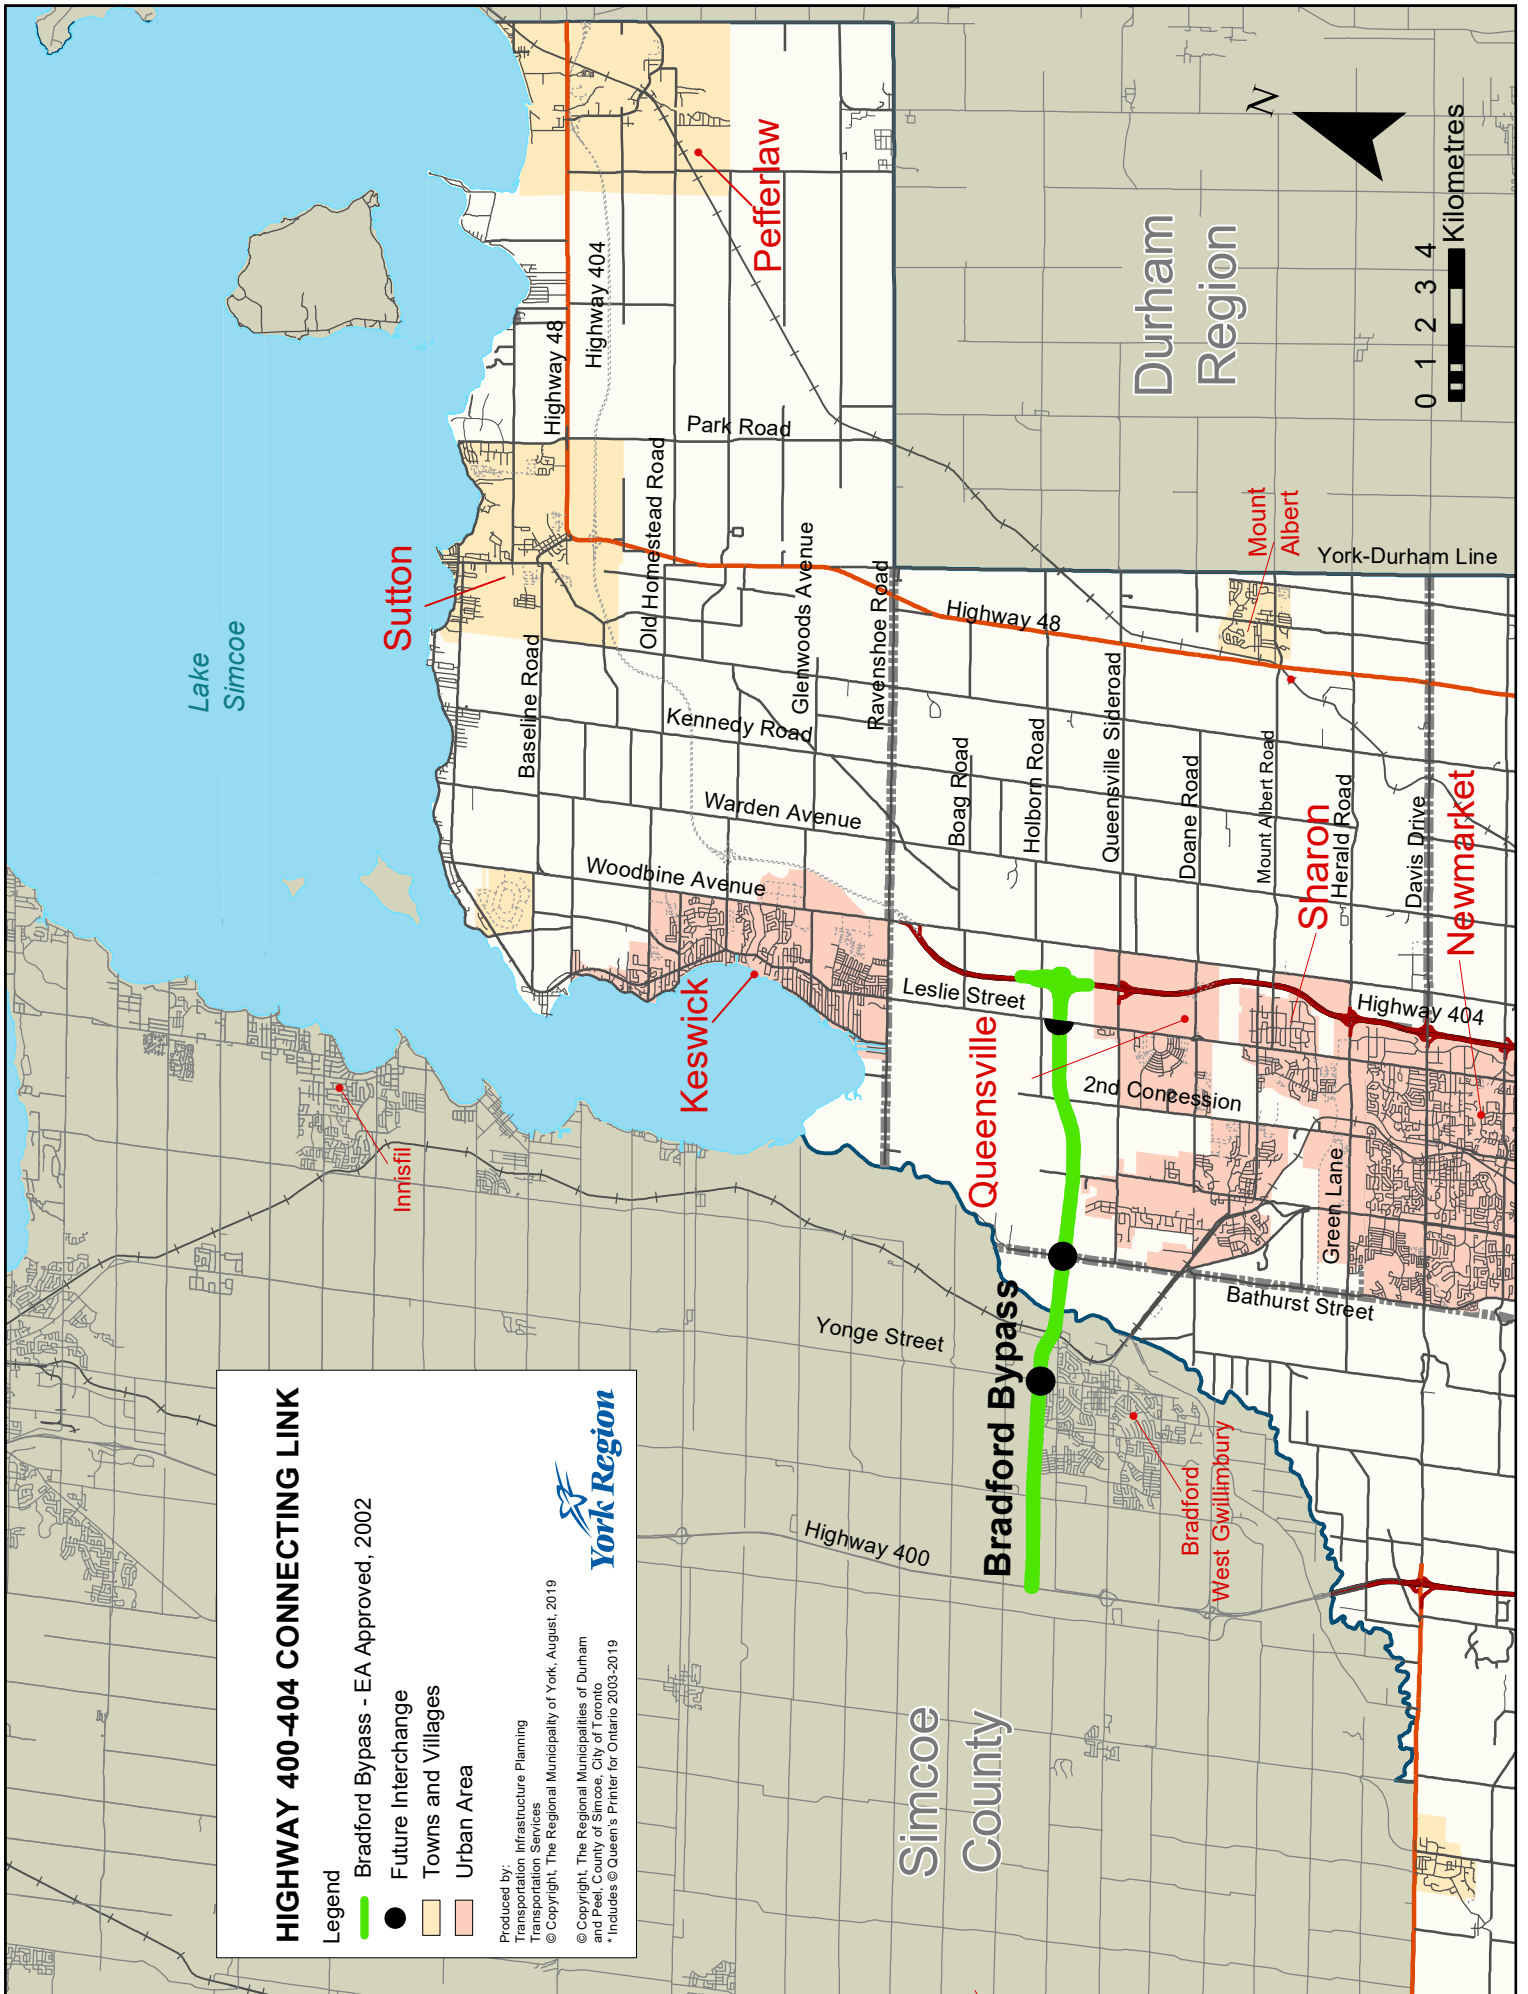 HIGHWAY 400-404 CONNECTING LINK
Legend
Bradford Bypass - EA Approved, 2002
Future Interchange
Towns and Villages
Urban Area
Produced by:
Transportation Infrastructure Planning
Transportation Services
© Copyright, The Regional Municipality of York, August, 2019
© Copyright, The Regional Municipalities of Durham
and Peel, County of Simcoe, City of Toronto
* Includes © Queen's Printer for Ontario 2003-2019
York Region
Lake
Simcoe
Innisfil
Keswick
Sutton
Pefferlaw
Highway 48
Highway 404
Park Road
Old Homestead Road
Baseline Road
Glenwoods Avenue
Ravenshoe Road
Kennedy Road
Warden Avenue
Woodbine Avenue
Simcoe
County
Highway 400
Yonge Street
Bradford Bypass
Bradford
West Gwillimbury
Queensville
Leslie Street
2nd Concession
Bathurst Street
Green Lane
Boag Road
Holborn Road
Queensville Sideroad
Doane Road
Mount Albert Road
Herald Road
Davis Drive
Sharon
Newmarket
Highway 404
Highway 48
Mount
Albert
York-Durham Line
Durham
Region
N
0 1 2 3 4
Kilometres